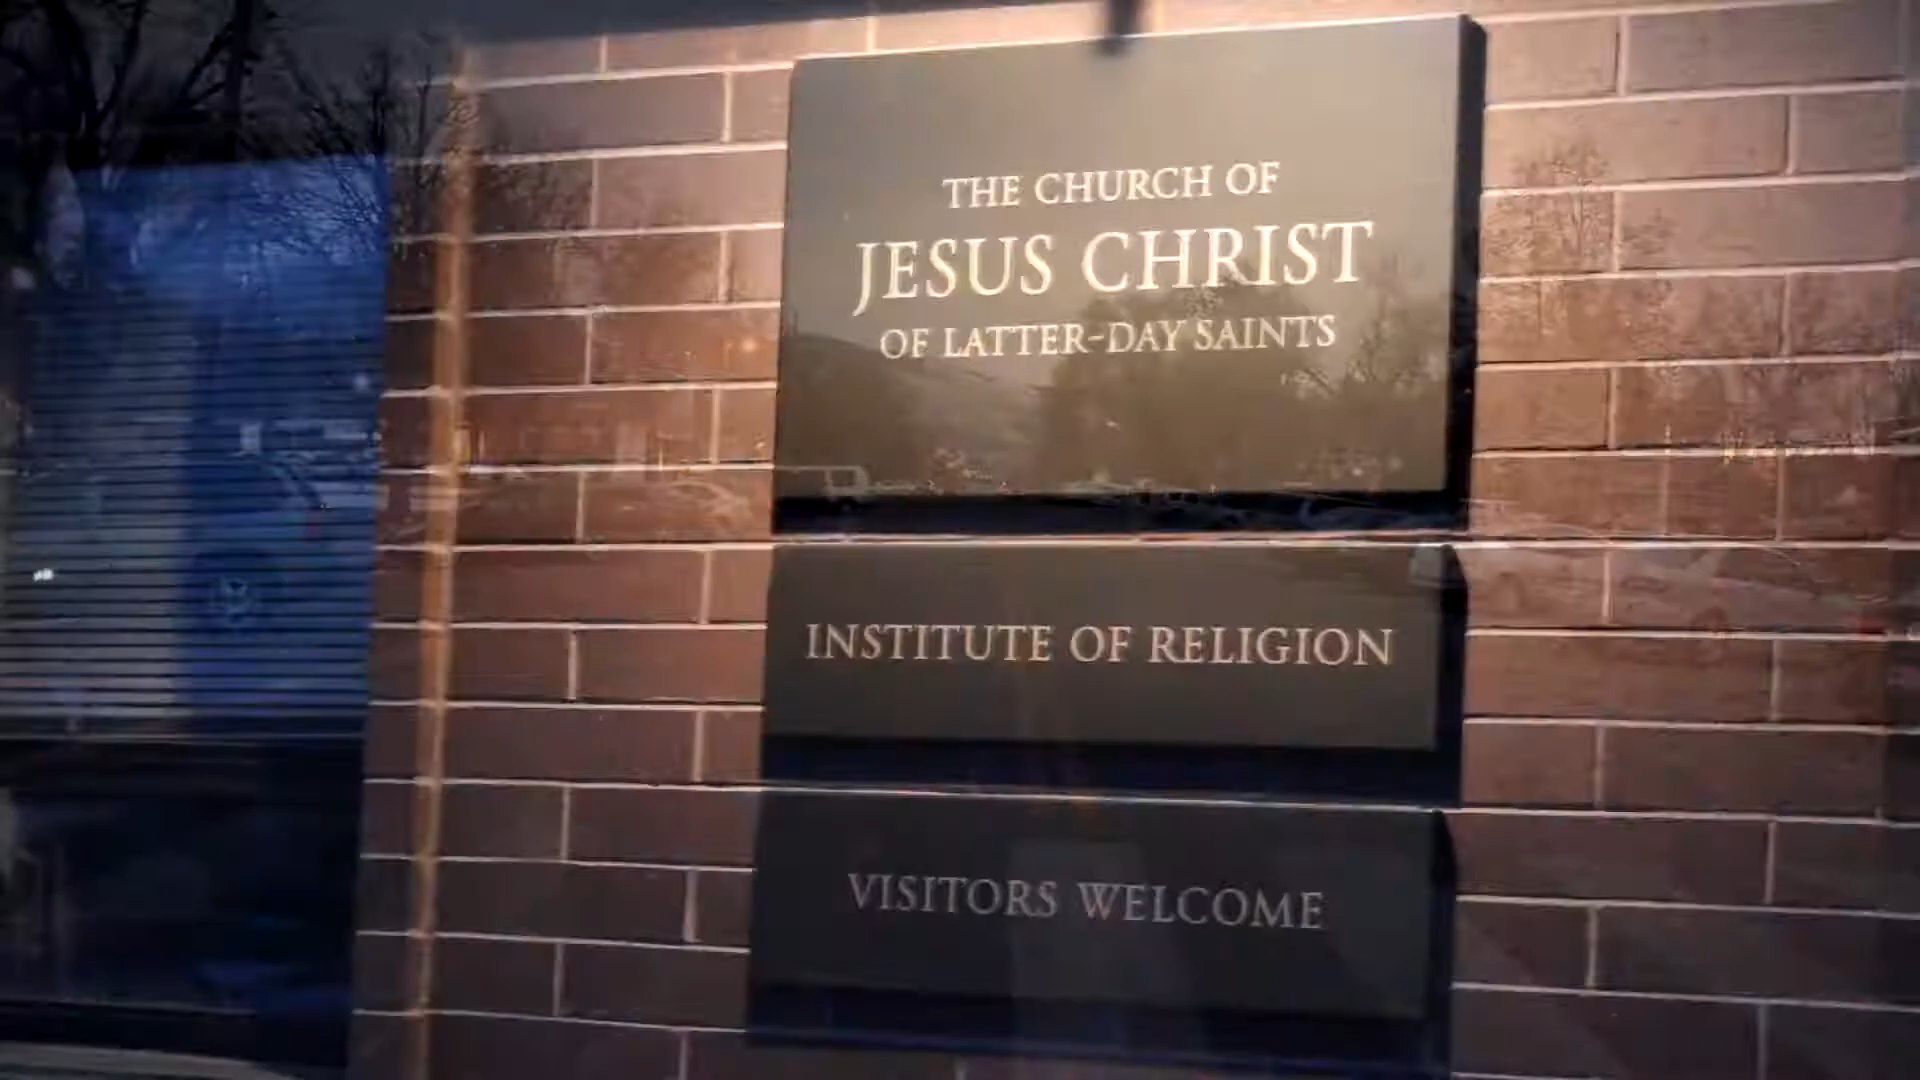 THE CHURCH OF
JESUS CHRIST
OF LATTER-DAY SAINTS
INSTITUTE OF RELIGION
VISITORS WELCOME